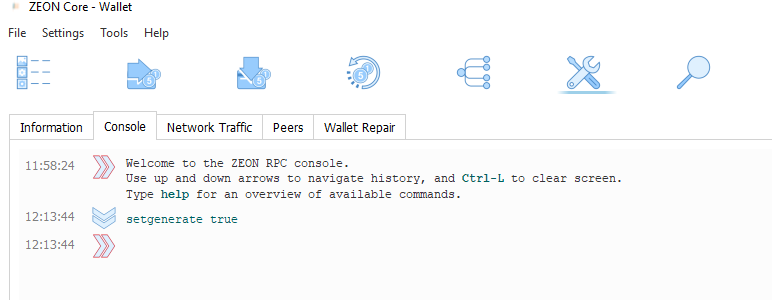 ZEON Core - Wallet
File Settings Tools Help
Information Console Network Traffic Peers Wallet Repair
11:58:24 Welcome to the ZEON RPC console.
Use up and down arrows to navigate history, and Ctrl-L to clear screen.
Type help for an overview of available commands.
12:13:44 setgenerate true
12:13:44